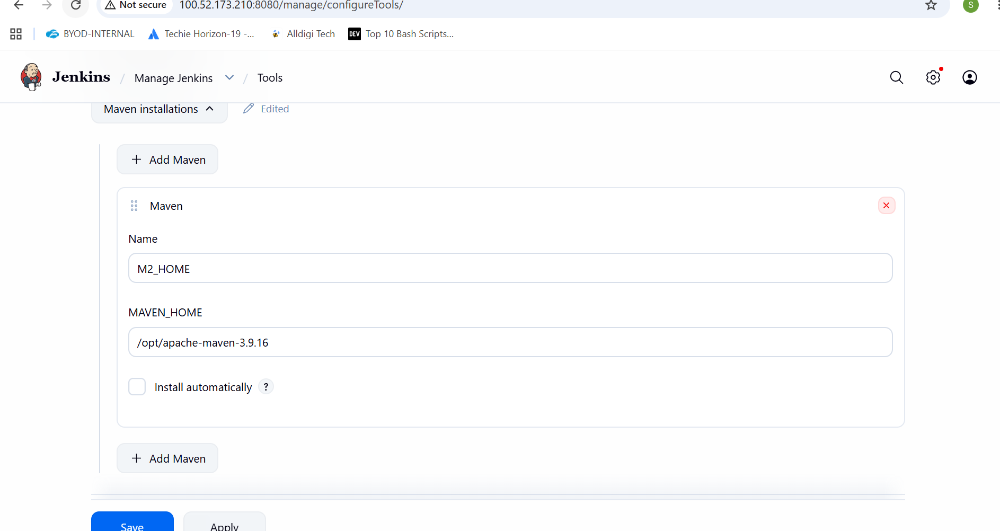 Not secure 100.52.173.210:8080/manage/configureTools/ S
BYOD-INTERNAL Techie Horizon-19 -... Alldigi Tech DEV Top 10 Bash Scripts...
Jenkins / Manage Jenkins / Tools
Maven installations Edited
+ Add Maven
Maven
Name
M2_HOME
MAVEN_HOME
/opt/apache-maven-3.9.16
Install automatically ?
+ Add Maven
Save Apply